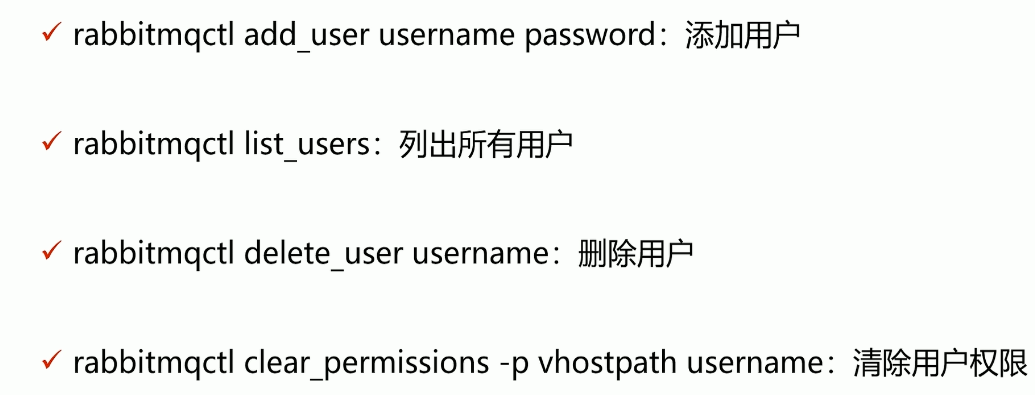 rabbitmqctl add_user username password：添加用户
rabbitmqctl list_users：列出所有用户
rabbitmqctl delete_user username：删除用户
rabbitmqctl clear_permissions -p vhostpath username：清除用户权限